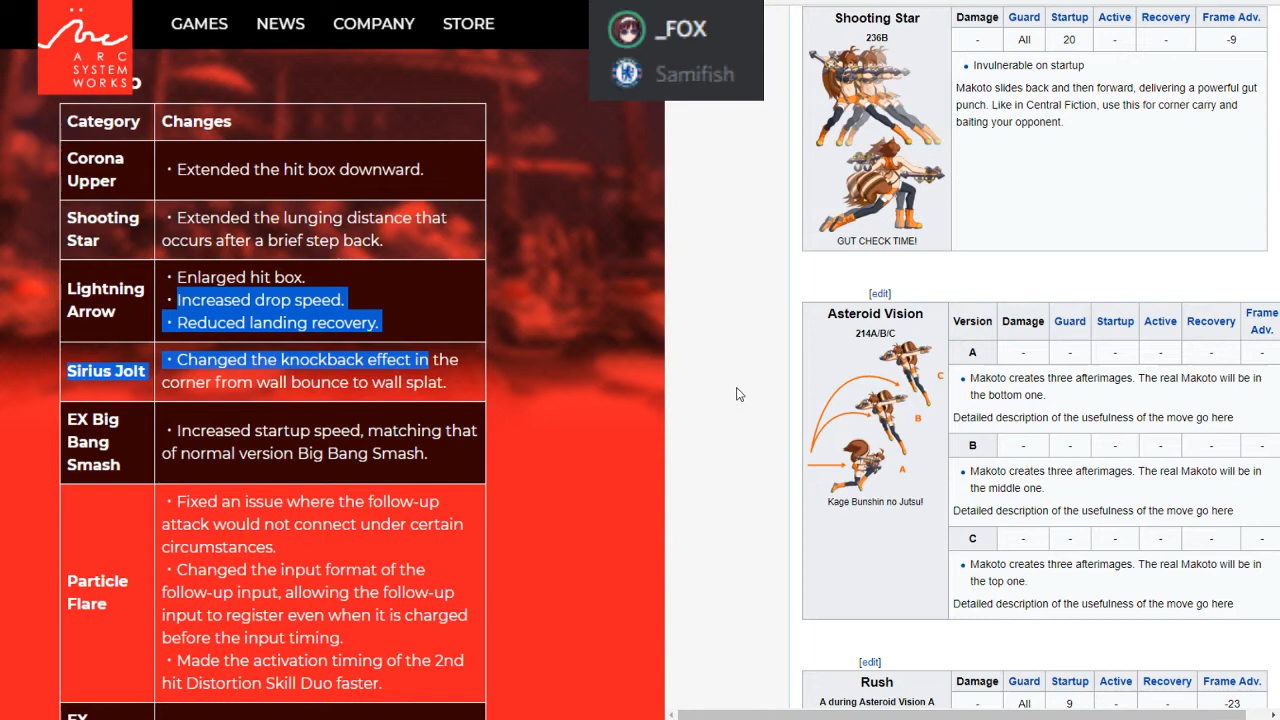 ARC
SYSTEM
WORKS
GAMES
NEWS
COMPANY
STORE
_FOX
Samifish
o
Category
Changes
Corona
Upper
・Extended the hit box downward.
Shooting
Star
・Extended the lunging distance that
occurs after a brief step back.
Lightning
Arrow
・Enlarged hit box.
・Increased drop speed.
・Reduced landing recovery.
Sirius Jolt
・Changed the knockback effect in the
corner from wall bounce to wall splat.
EX Big
Bang
Smash
・Increased startup speed, matching that
of normal version Big Bang Smash.
Particle
Flare
・Fixed an issue where the follow-up
attack would not connect under certain
circumstances.
・Changed the input format of the
follow-up input, allowing the follow-up
input to register even when it is charged
before the input timing.
・Made the activation timing of the 2nd
hit Distortion Skill Duo faster.
EX
Shooting Star
236B
GUT CHECK TIME!
Damage Guard Startup Active Recovery Frame Adv.
- All 20 - - -9
• Invulnerable on startup
Makoto slides back and then forward, delivering a powerful gut
punch. Like in Central Fiction, use this for corner carry and
baiting your opponent.
[edit]
Asteroid Vision
214A/B/C
C
B
A
Kage Bunshin no Jutsu!
Version Damage Guard Startup Active Recovery Frame
Adv.
A - - - - - -
• Makoto creates three afterimages. The real Makoto will be in
the bottom one.
Detailed description of the usefulness of the move go here
B - - - - - -
• Makoto creates three afterimages. The real Makoto will be in
the middle one.
Detailed description of the usefulness of the move go here
C - - - - - -
• Makoto creates three afterimages. The real Makoto will be in
the top one.
Detailed description of the usefulness of the move go here
[edit]
Rush
A during Asteroid Vision A
Damage Guard Startup Active Recovery Frame Adv.
- All 9 - - -23